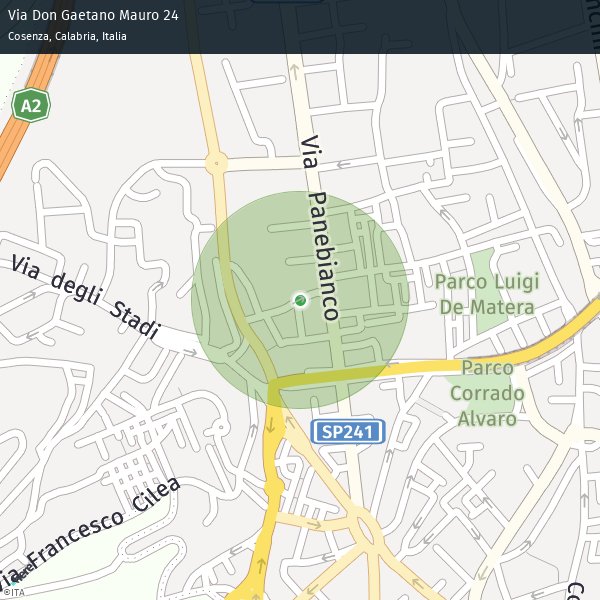 Via Don Gaetano Mauro 24
Cosenza, Calabria, Italia
A2
Via Panebianco
Via degli Stadi
Parco Luigi
De Matera
Parco
Corrado
Alvaro
SP241
Via Francesco Cilea
©ITA